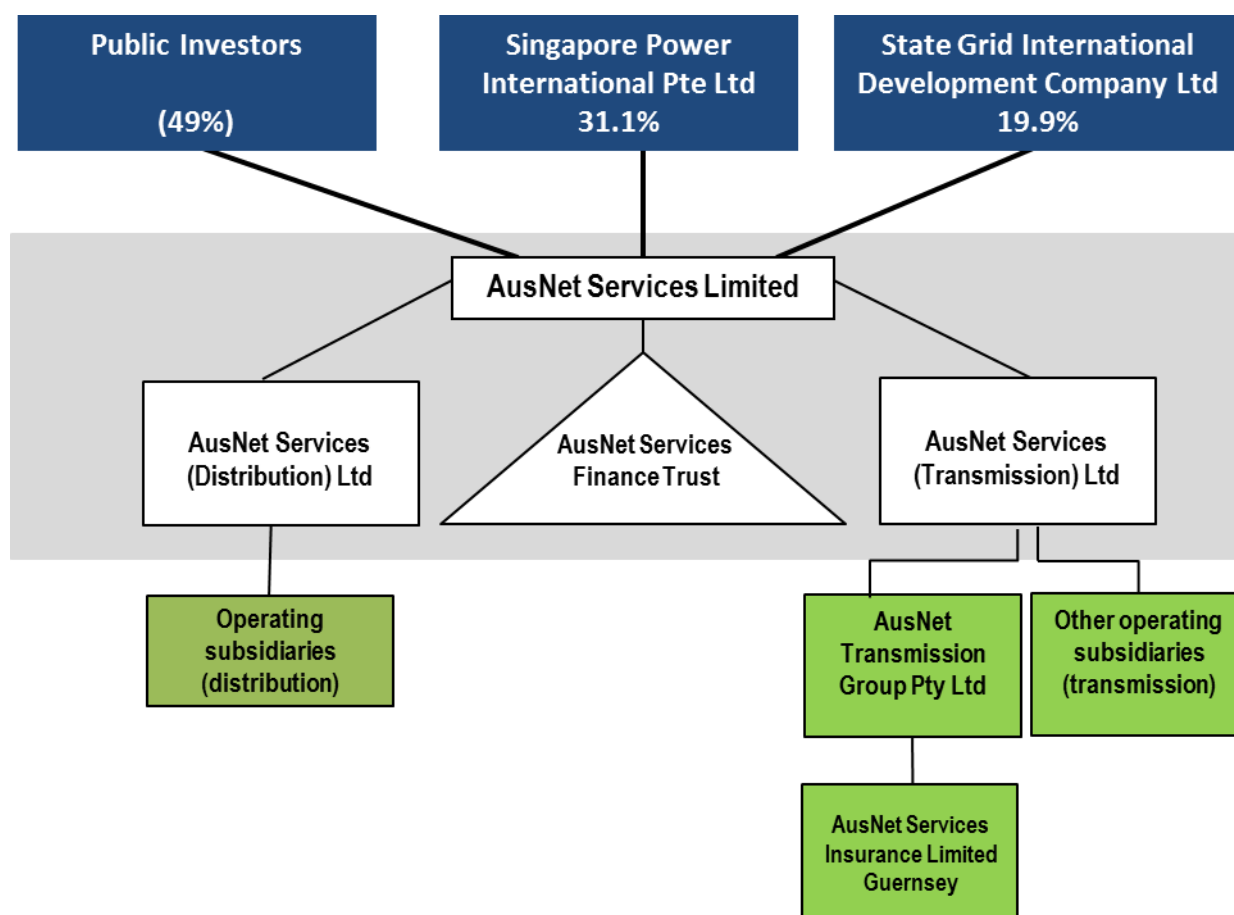 Public Investors
(49%)
Singapore Power
International Pte Ltd
31.1%
State Grid International
Development Company Ltd
19.9%
AusNet Services Limited
AusNet Services
(Distribution) Ltd
AusNet Services
Finance Trust
AusNet Services
(Transmission) Ltd
Operating
subsidiaries
(distribution)
AusNet
Transmission
Group Pty Ltd
Other operating
subsidiaries
(transmission)
AusNet Services
Insurance Limited
Guernsey